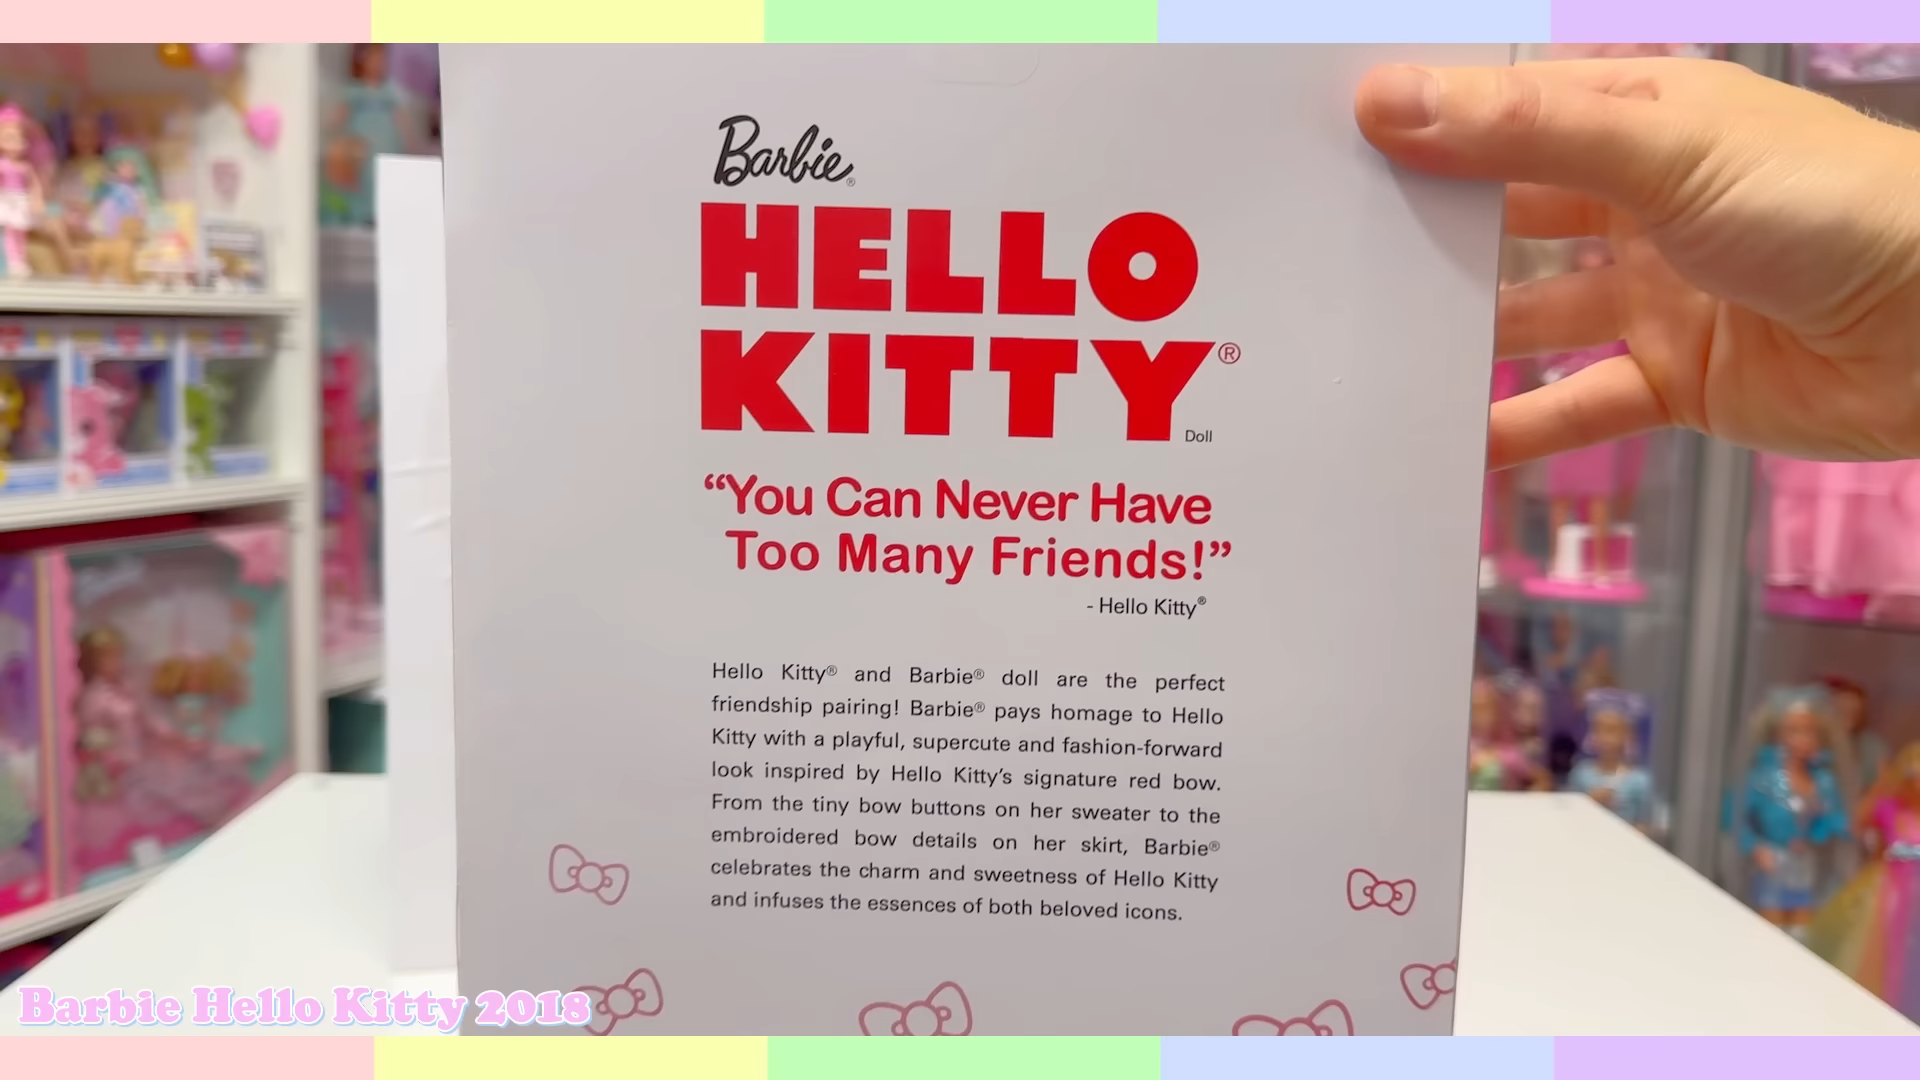 Barbie®
HELLO
KITTY®
Doll
“You Can Never Have
Too Many Friends!”
- Hello Kitty®
Hello Kitty® and Barbie® doll are the perfect
friendship pairing! Barbie® pays homage to Hello
Kitty with a playful, supercute and fashion-forward
look inspired by Hello Kitty’s signature red bow.
From the tiny bow buttons on her sweater to the
embroidered bow details on her skirt, Barbie®
celebrates the charm and sweetness of Hello Kitty
and infuses the essences of both beloved icons.
Barbie Hello Kitty 2018